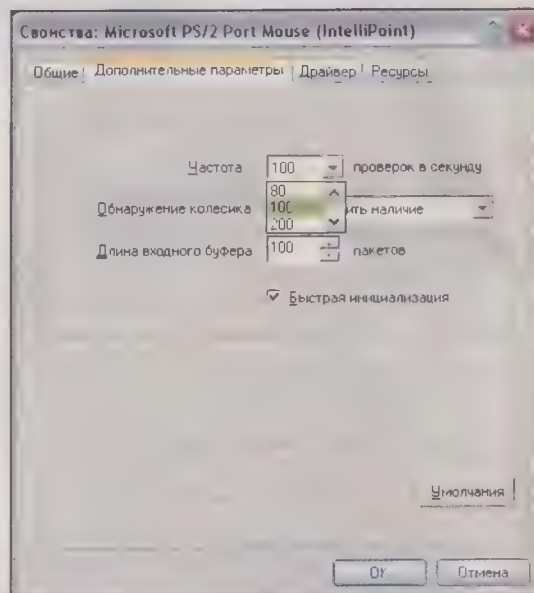 Свойства: Microsoft PS/2 Port Mouse (IntelliPoint)
Общие Дополнительные параметры Драйвер Ресурсы
Частота 100 проверок в секунду
80
100
200
Обнаружение колесика ить наличие
Длина входного буфера 100 пакетов
Быстрая инициализация
Умолчания
OK Отмена